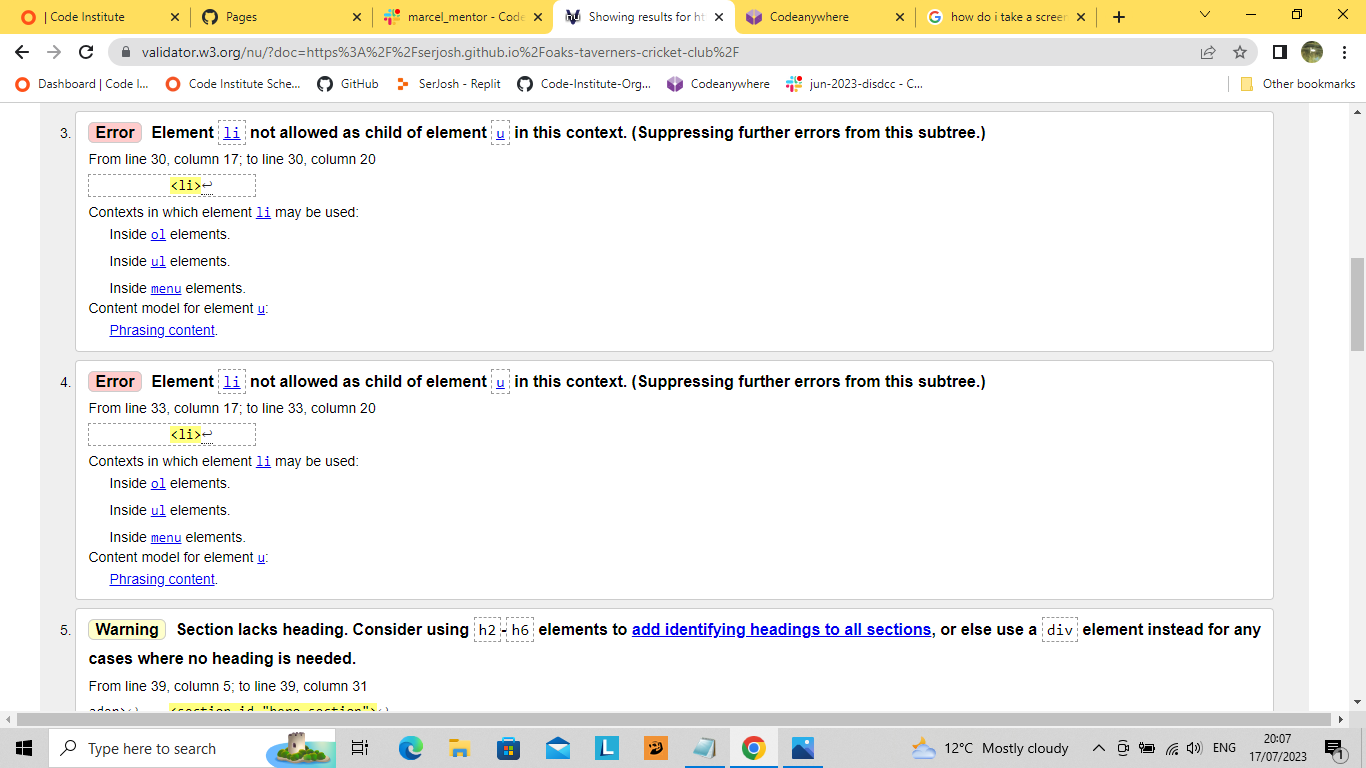 | Code Institute
Pages
marcel_mentor - Code
Showing results for ht
Codeanywhere
how do i take a screen
validator.w3.org/nu/?doc=https%3A%2F%2Fserjosh.github.io%2Foaks-taverners-cricket-club%2F
Dashboard | Code I...
Code Institute Sche...
GitHub
SerJosh - Replit
Code-Institute-Org...
Codeanywhere
jun-2023-disdcc - C...
Other bookmarks
3. Error Element li not allowed as child of element u in this context. (Suppressing further errors from this subtree.)
From line 30, column 17; to line 30, column 20
<li>↩
Contexts in which element li may be used:
Inside ol elements.
Inside ul elements.
Inside menu elements.
Content model for element u:
Phrasing content.
4. Error Element li not allowed as child of element u in this context. (Suppressing further errors from this subtree.)
From line 33, column 17; to line 33, column 20
<li>↩
Contexts in which element li may be used:
Inside ol elements.
Inside ul elements.
Inside menu elements.
Content model for element u:
Phrasing content.
5. Warning Section lacks heading. Consider using h2-h6 elements to add identifying headings to all sections, or else use a div element instead for any
cases where no heading is needed.
From line 39, column 5; to line 39, column 31
Type here to search
L
12°C Mostly cloudy
ENG
20:07
17/07/2023
1